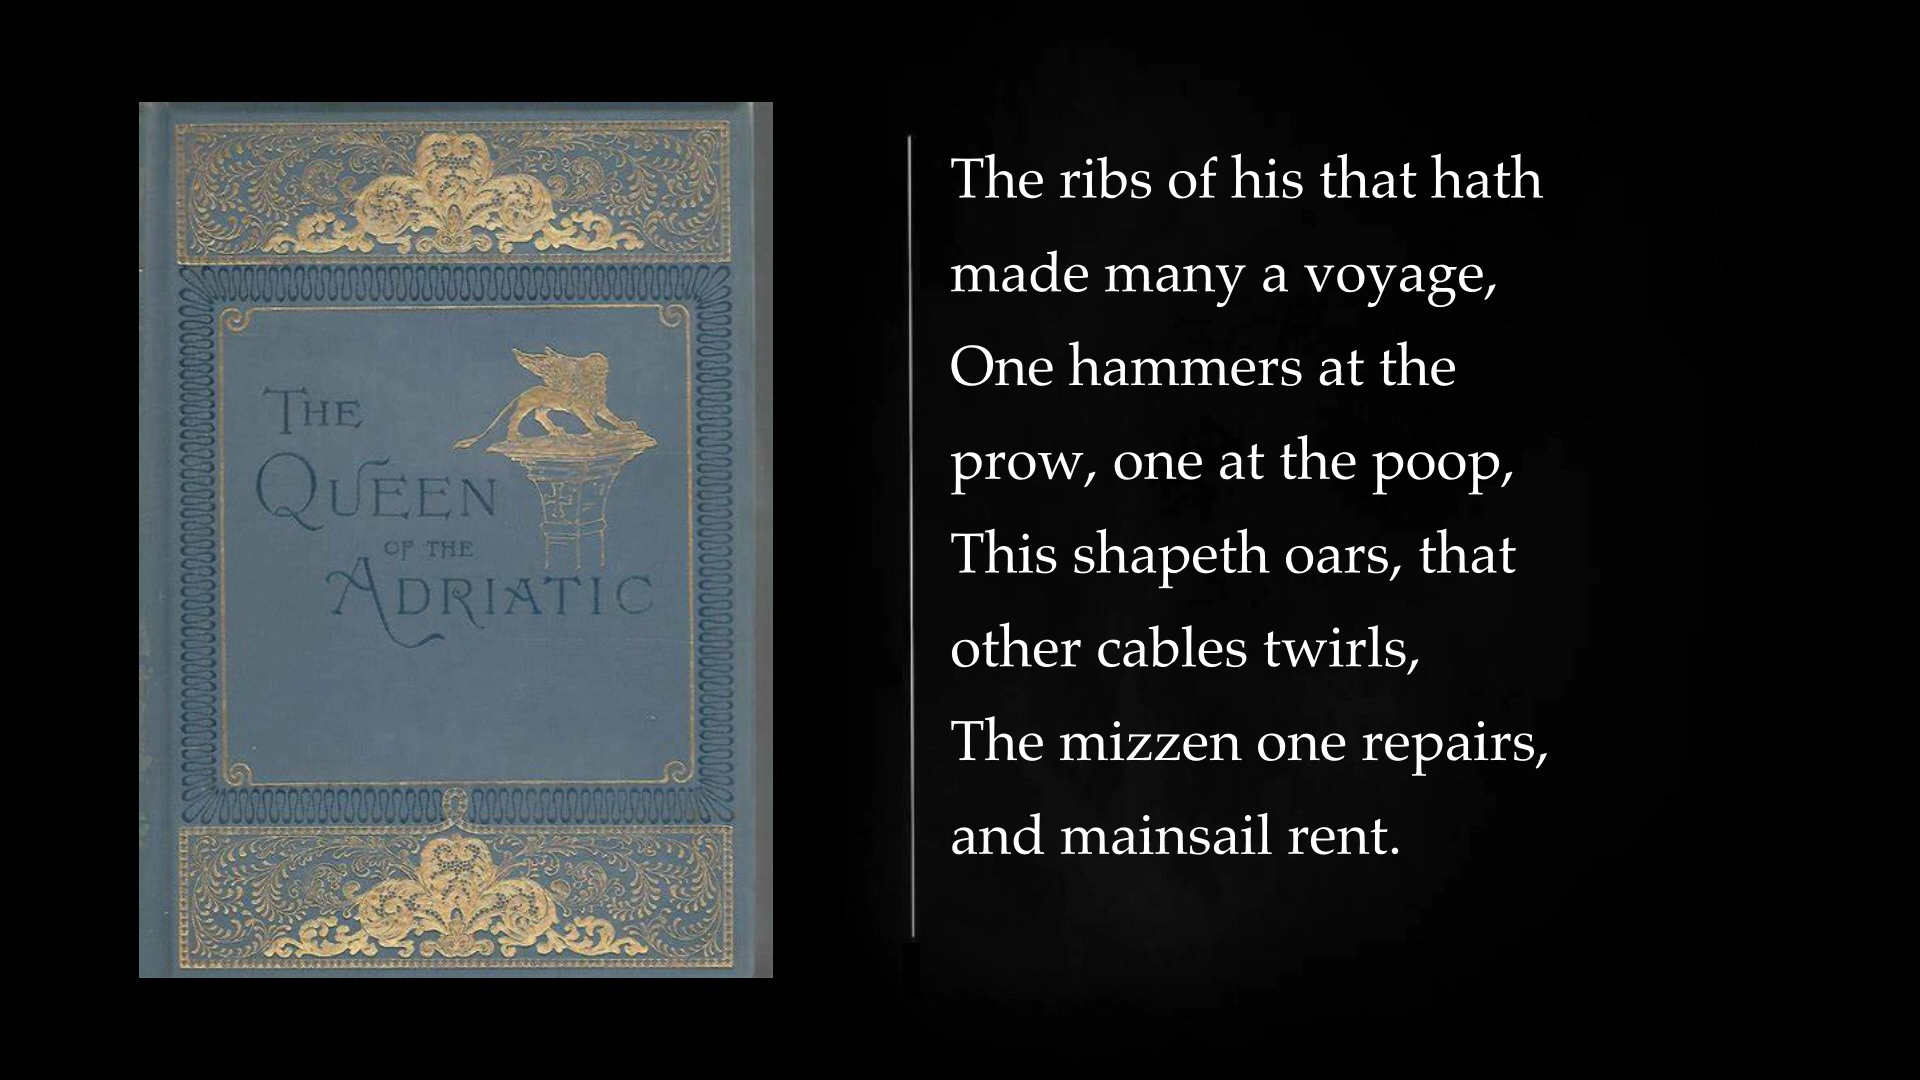 THE
QUEEN
OF THE
ADRIATIC
The ribs of his that hath
made many a voyage,
One hammers at the
prow, one at the poop,
This shapeth oars, that
other cables twirls,
The mizzen one repairs,
and mainsail rent.